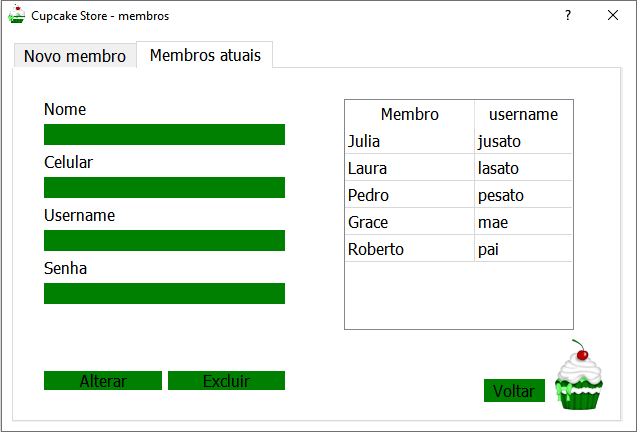 Cupcake Store - membros
?
Novo membro Membros atuais
Nome
Celular
Username
Senha
Membro username
Julia jusato
Laura lasato
Pedro pesato
Grace mae
Roberto pai
Alterar Excluir
Voltar